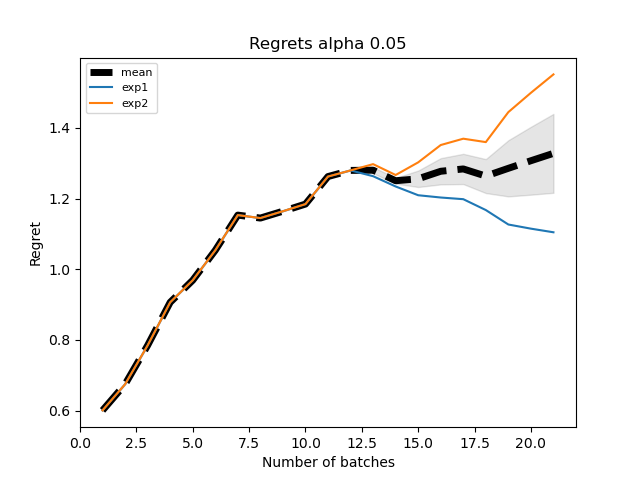 Regrets alpha 0.05
mean
exp1
exp2
1.4
1.2
1.0
0.8
0.6
Regret
0.0 2.5 5.0 7.5 10.0 12.5 15.0 17.5 20.0
Number of batches